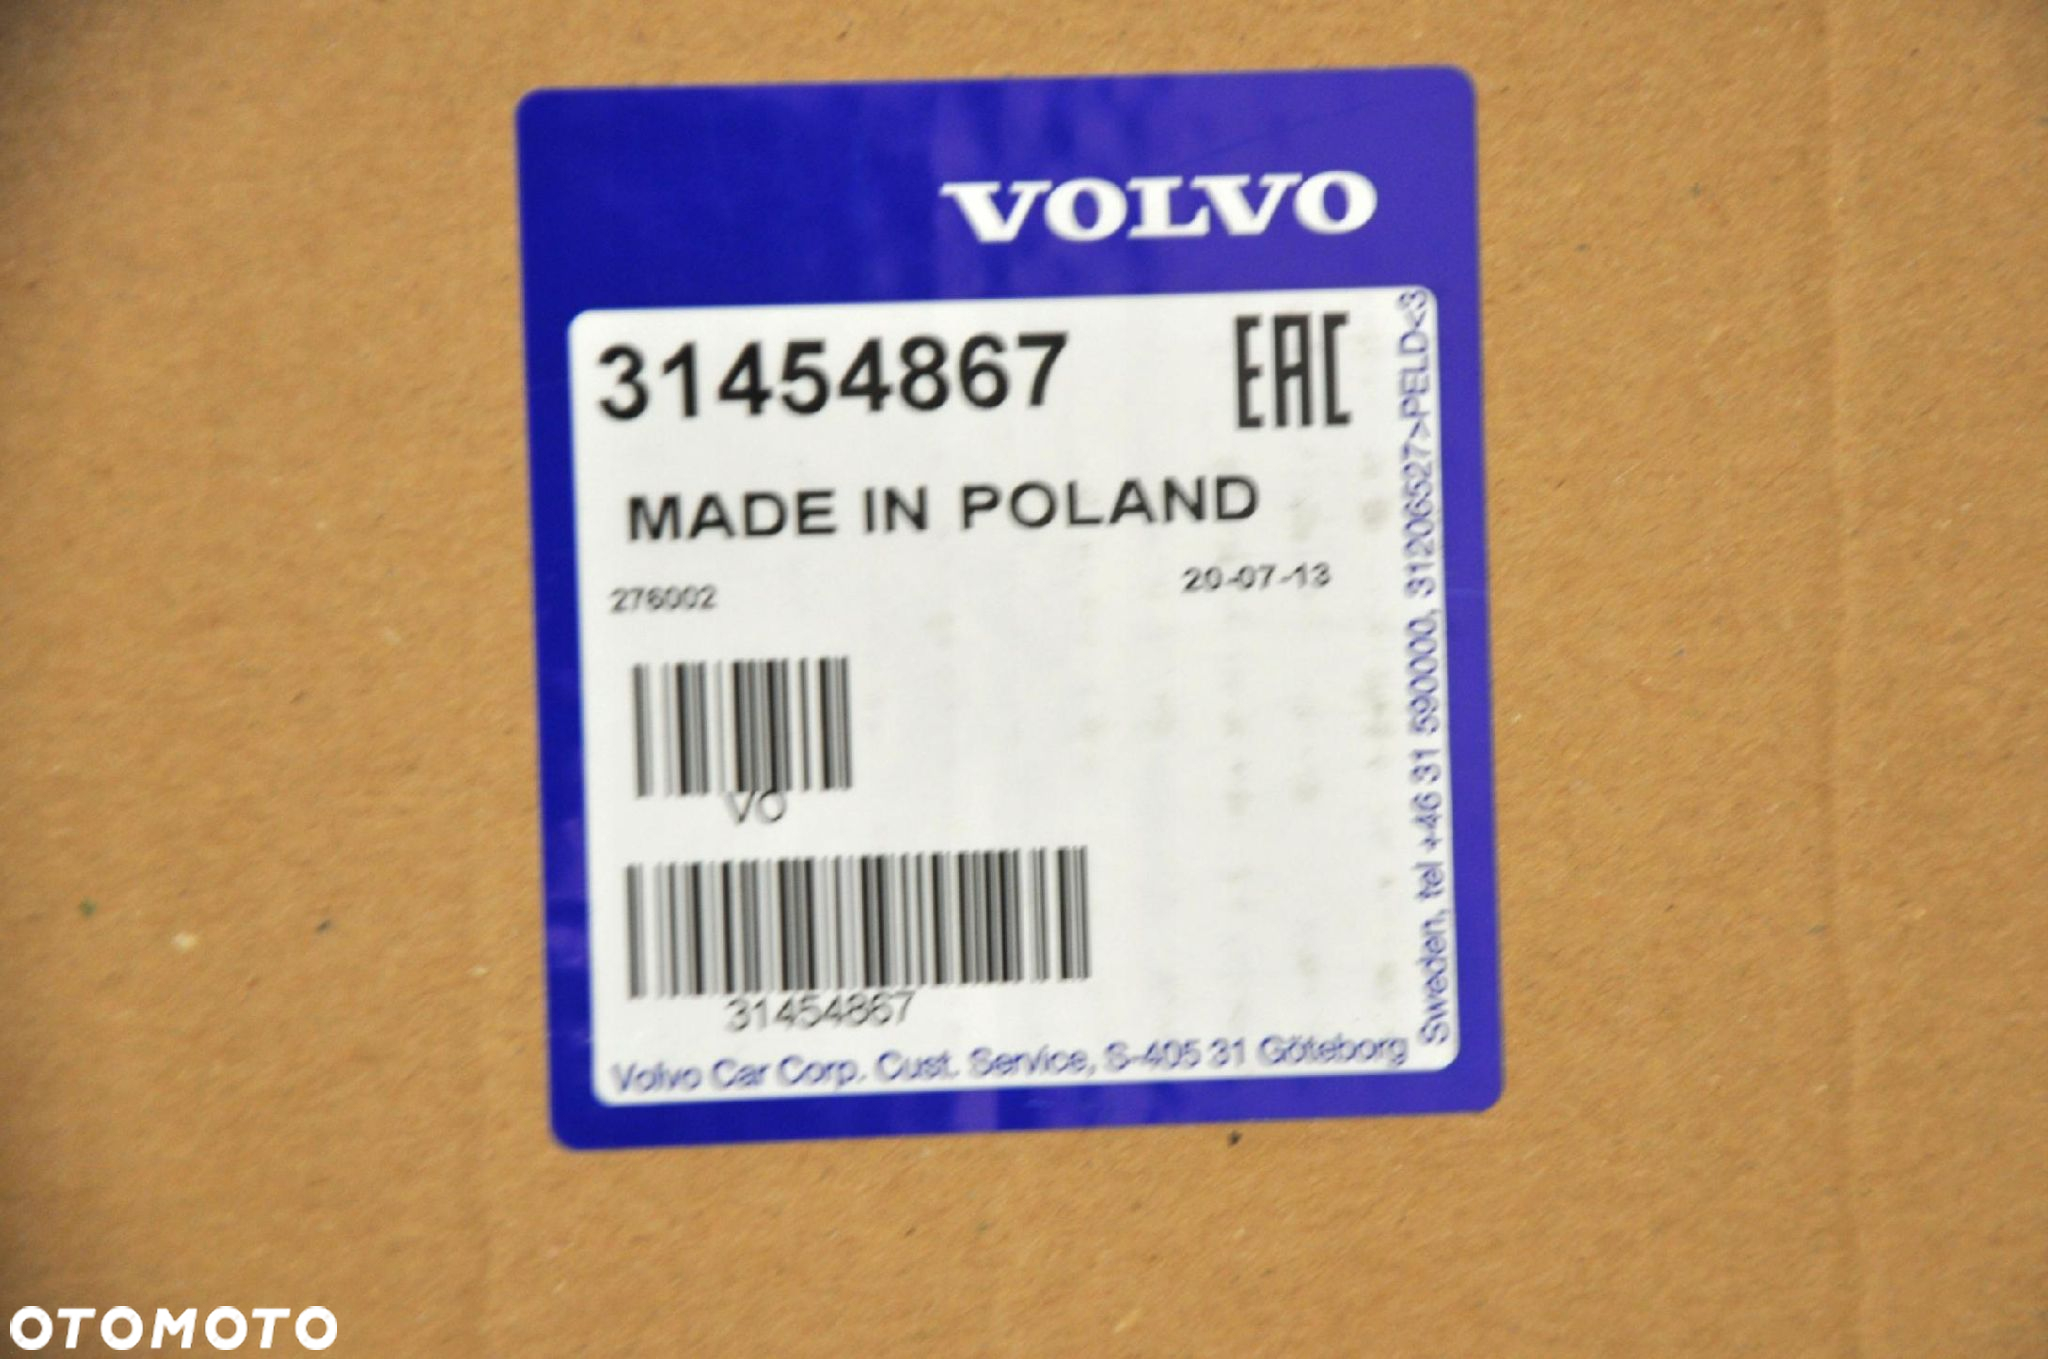 VOLVO
31454867 EAC
MADE IN POLAND
276002 20-07-13
VO
31454867
Volvo Car Corp. Cust. Service, S-405 31 Göteborg
Sweden, tel +46 31 590000, 31206527>PELD<3
OTOMOTO